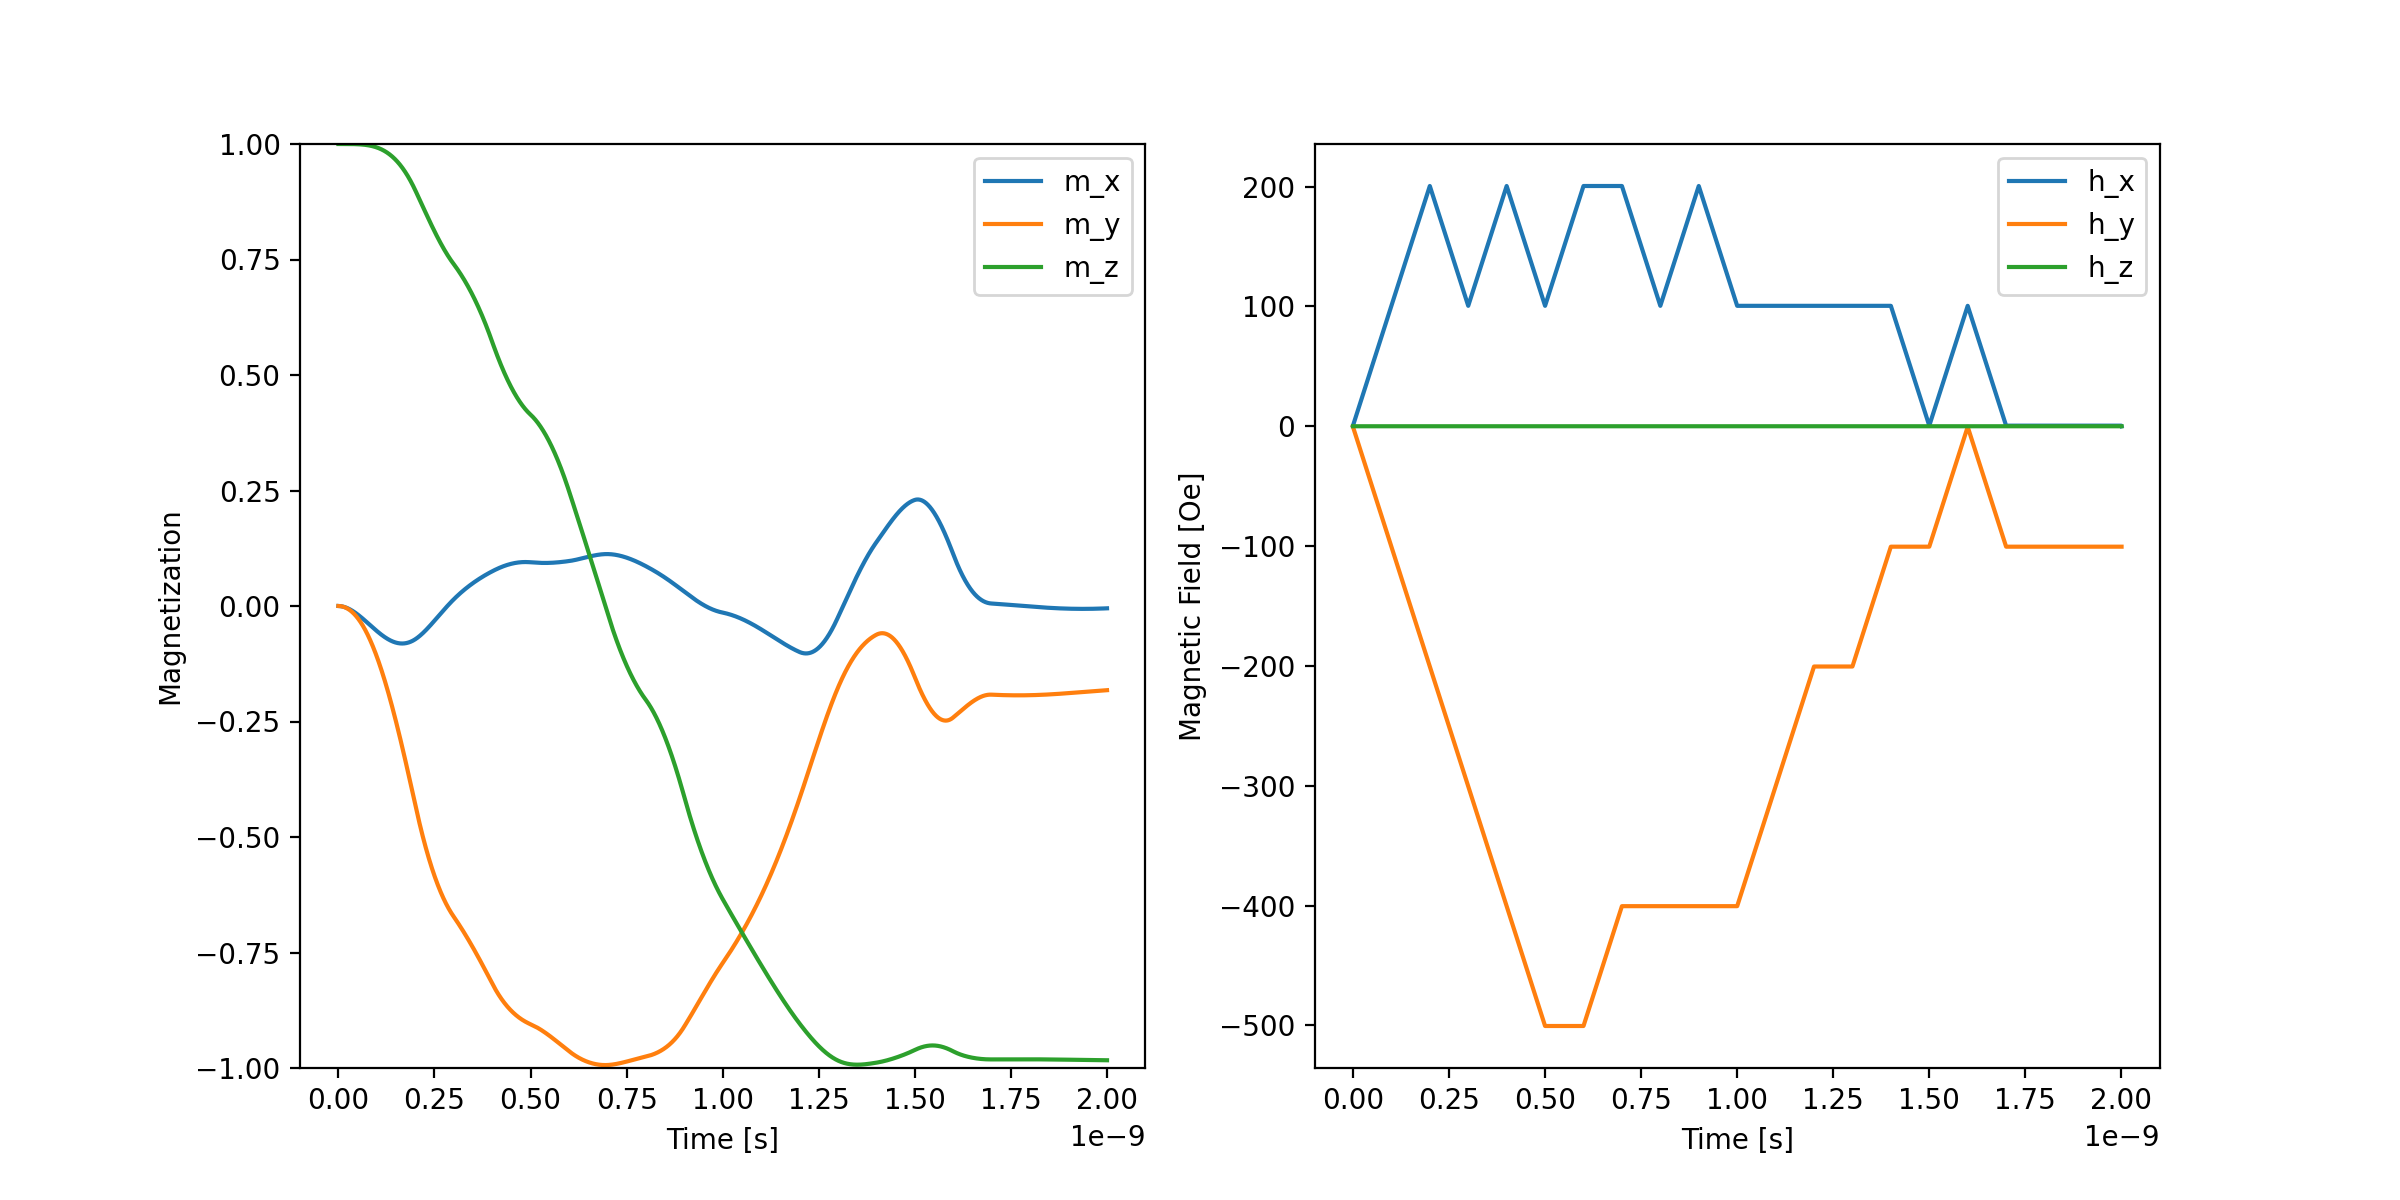 1.00
0.75
0.50
0.25
0.00
−0.25
−0.50
−0.75
−1.00
Magnetization
m_x
m_y
m_z
0.00 0.25 0.50 0.75 1.00 1.25 1.50 1.75 2.00
Time [s]
1e−9
200
100
0
−100
−200
−300
−400
−500
Magnetic Field [Oe]
h_x
h_y
h_z
0.00 0.25 0.50 0.75 1.00 1.25 1.50 1.75 2.00
Time [s]
1e−9